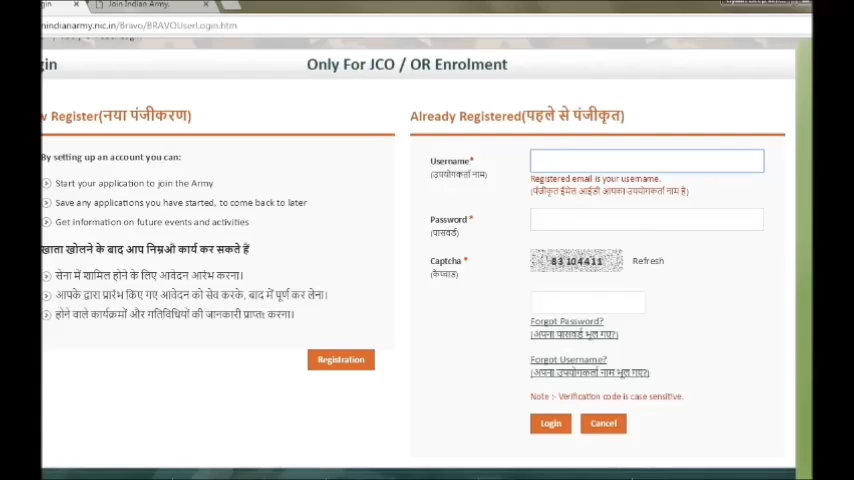 gin
Join Indian Army.
nindianarmy.nic.in/Bravo/BRAVOUserLogin.htm
gin
Only For JCO / OR Enrolment
v Register(नया पंजीकरण)
By setting up an account you can:
Start your application to join the Army
Save any applications you have started, to come back to later
Get information on future events and activities
खाता खोलने के बाद आप निम्नओ कार्य कर सकते हैं
सेना में शामिल होने के लिए आवेदन आरंभ करना।
आपके द्वारा प्रारंभ किए गए आवेदन को सेव करके, बाद में पूर्ण कर लेना।
होने वाले कार्यक्रमों और गतिविधियों की जानकारी प्राप्तः करना।
Registration
Already Registered(पहले से पंजीकृत)
Username*
(उपयोगकर्ता नाम)
Registered email is your username.
(पंजीकृत ईमेल आईडी आपका उपयोगकर्ता नाम है)
Password *
(पासवर्ड)
Captcha *
(कैप्चाड)
83104411
Refresh
Forgot Password?
(अपना पासवर्ड भूल गए?)
Forgot Username?
(अपना उपयोगकर्ता नाम भूल गए?)
Note :- Verification code is case sensitive.
Login
Cancel